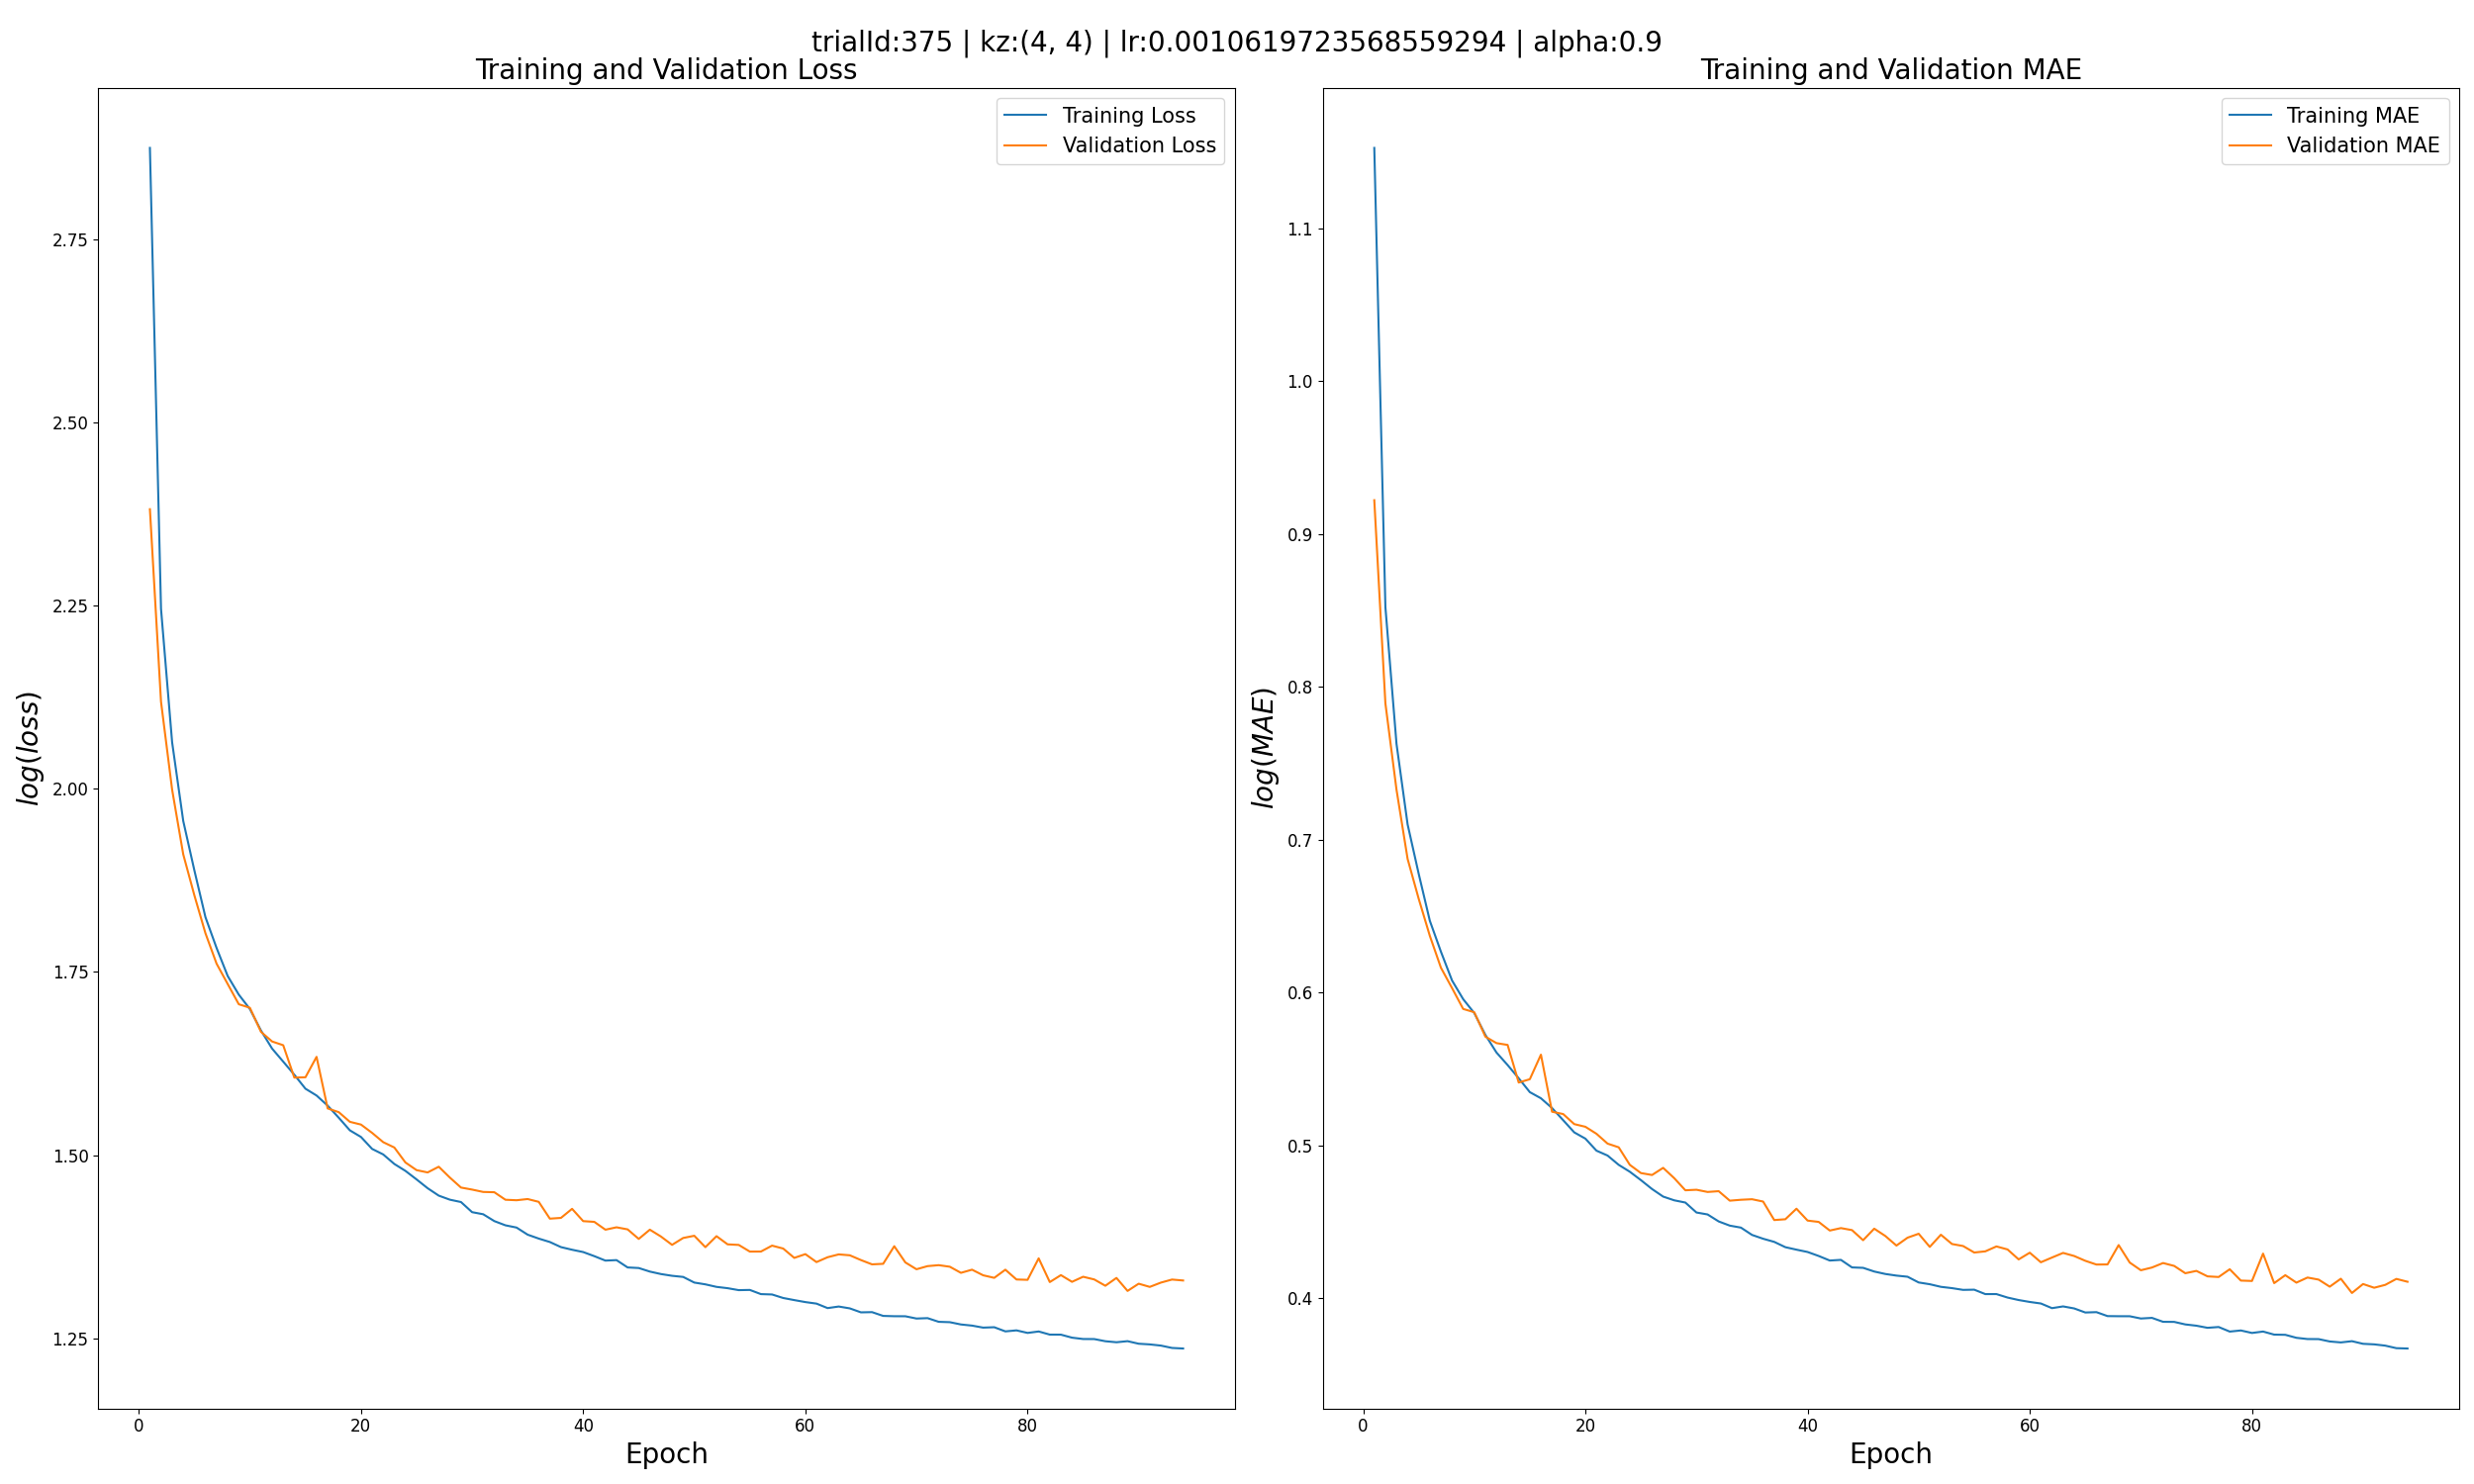 trialId:375 | kz:(4, 4) | lr:0.0010619723568559294 | alpha:0.9
Training and Validation Loss
Training Loss
Validation Loss
2.75
2.50
2.25
2.00
1.75
1.50
1.25
log(loss)
0 20 40 60 80
Epoch
Training and Validation MAE
Training MAE
Validation MAE
1.1
1.0
0.9
0.8
0.7
0.6
0.5
0.4
log(MAE)
0 20 40 60 80
Epoch